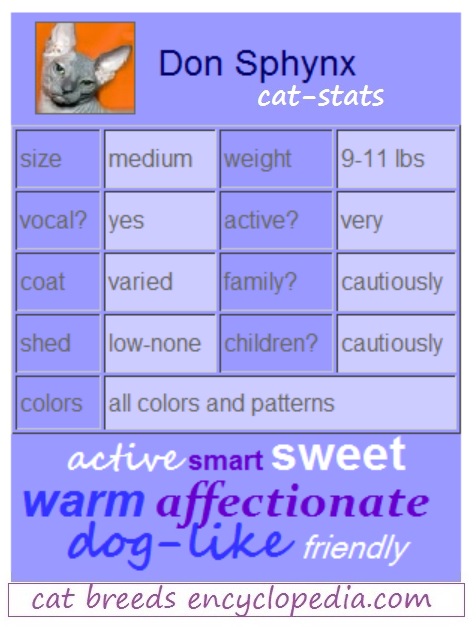 Don Sphynx
cat-stats
size medium weight 9-11 lbs
vocal? yes active? very
coat varied family? cautiously
shed low-none children? cautiously
colors all colors and patterns
active smart sweet
warm affectionate
dog-like friendly
cat breeds encyclopedia.com